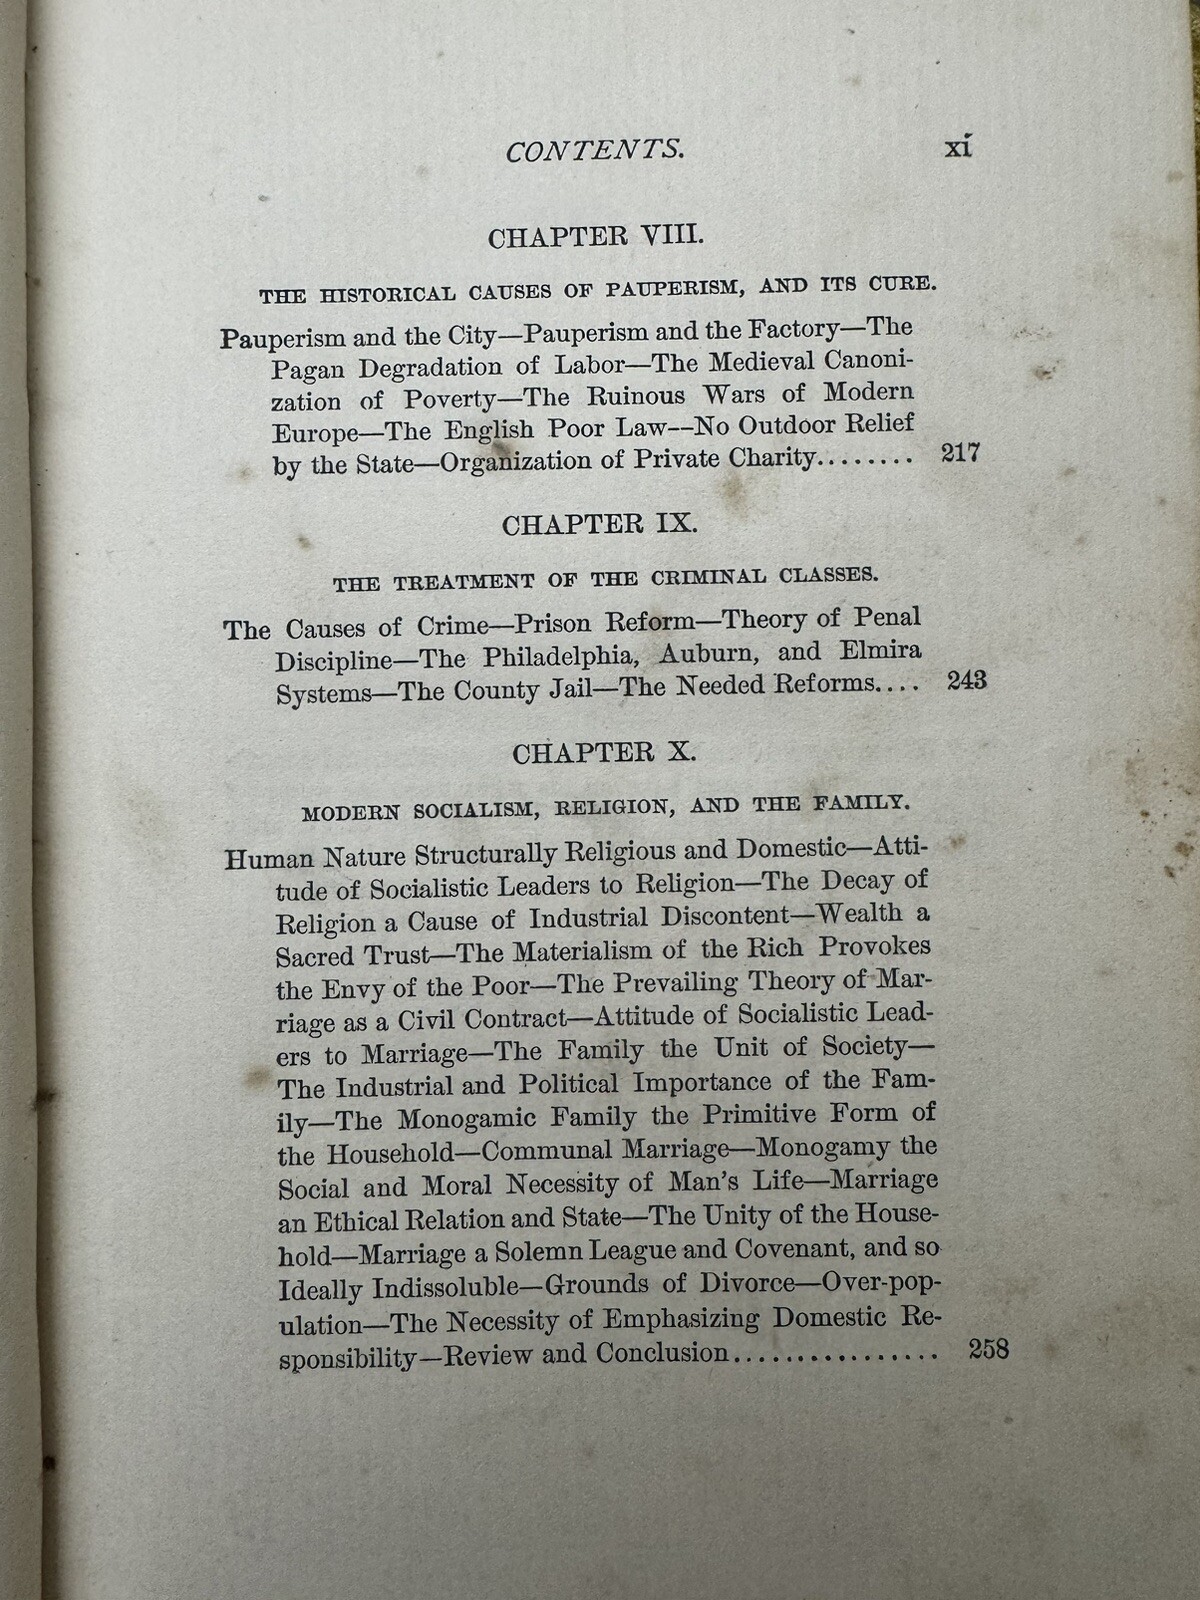 CONTENTS. xi
CHAPTER VIII.
THE HISTORICAL CAUSES OF PAUPERISM, AND ITS CURE.
Pauperism and the City—Pauperism and the Factory—The
Pagan Degradation of Labor—The Medieval Canoni-
zation of Poverty—The Ruinous Wars of Modern
Europe—The English Poor Law--No Outdoor Relief
by the State—Organization of Private Charity........ 217
CHAPTER IX.
THE TREATMENT OF THE CRIMINAL CLASSES.
The Causes of Crime—Prison Reform—Theory of Penal
Discipline—The Philadelphia, Auburn, and Elmira
Systems—The County Jail—The Needed Reforms.... 243
CHAPTER X.
MODERN SOCIALISM, RELIGION, AND THE FAMILY.
Human Nature Structurally Religious and Domestic—Atti-
tude of Socialistic Leaders to Religion—The Decay of
Religion a Cause of Industrial Discontent—Wealth a
Sacred Trust—The Materialism of the Rich Provokes
the Envy of the Poor—The Prevailing Theory of Mar-
riage as a Civil Contract—Attitude of Socialistic Lead-
ers to Marriage—The Family the Unit of Society—
The Industrial and Political Importance of the Fam-
ily—The Monogamic Family the Primitive Form of
the Household—Communal Marriage—Monogamy the
Social and Moral Necessity of Man's Life—Marriage
an Ethical Relation and State—The Unity of the House-
hold—Marriage a Solemn League and Covenant, and so
Ideally Indissoluble—Grounds of Divorce—Over-pop-
ulation—The Necessity of Emphasizing Domestic Re-
sponsibility—Review and Conclusion................ 258